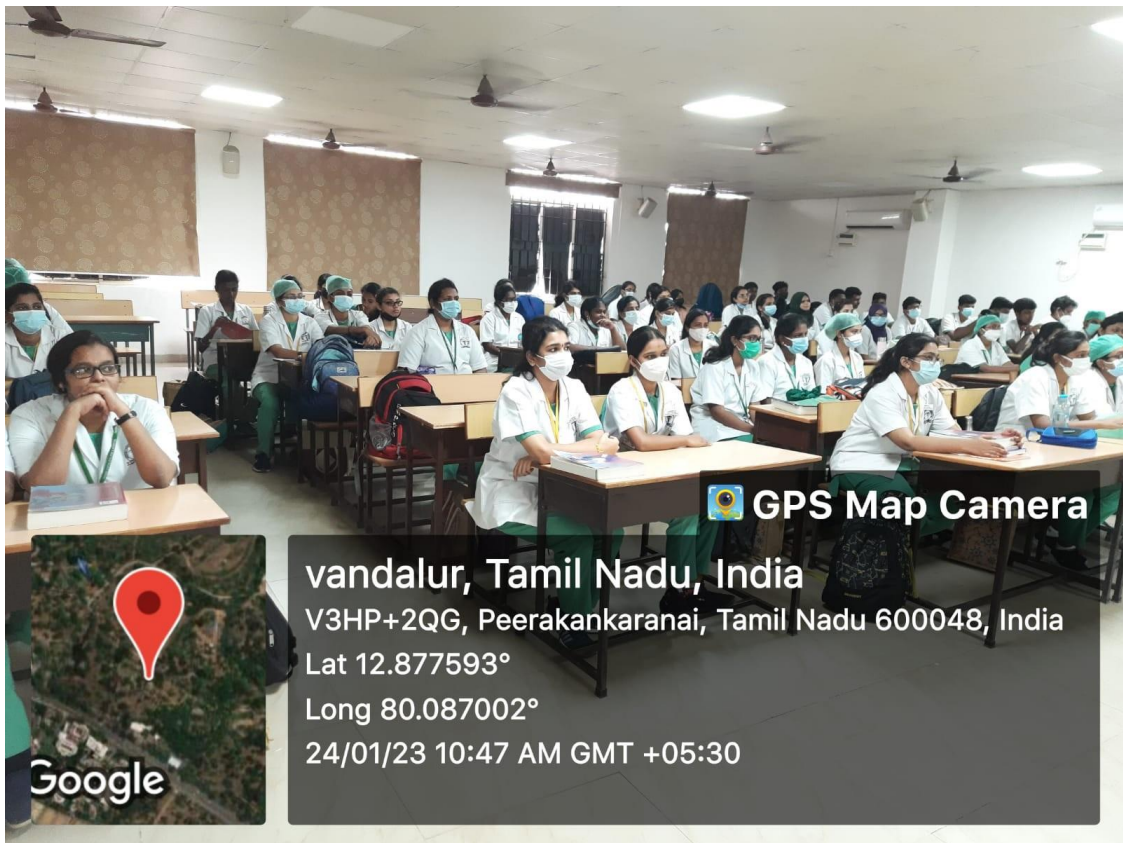 GPS Map Camera
vandalur, Tamil Nadu, India
V3HP+2QG, Peerakankaranai, Tamil Nadu 600048, India
Lat 12.877593°
Long 80.087002°
24/01/23 10:47 AM GMT +05:30
Google